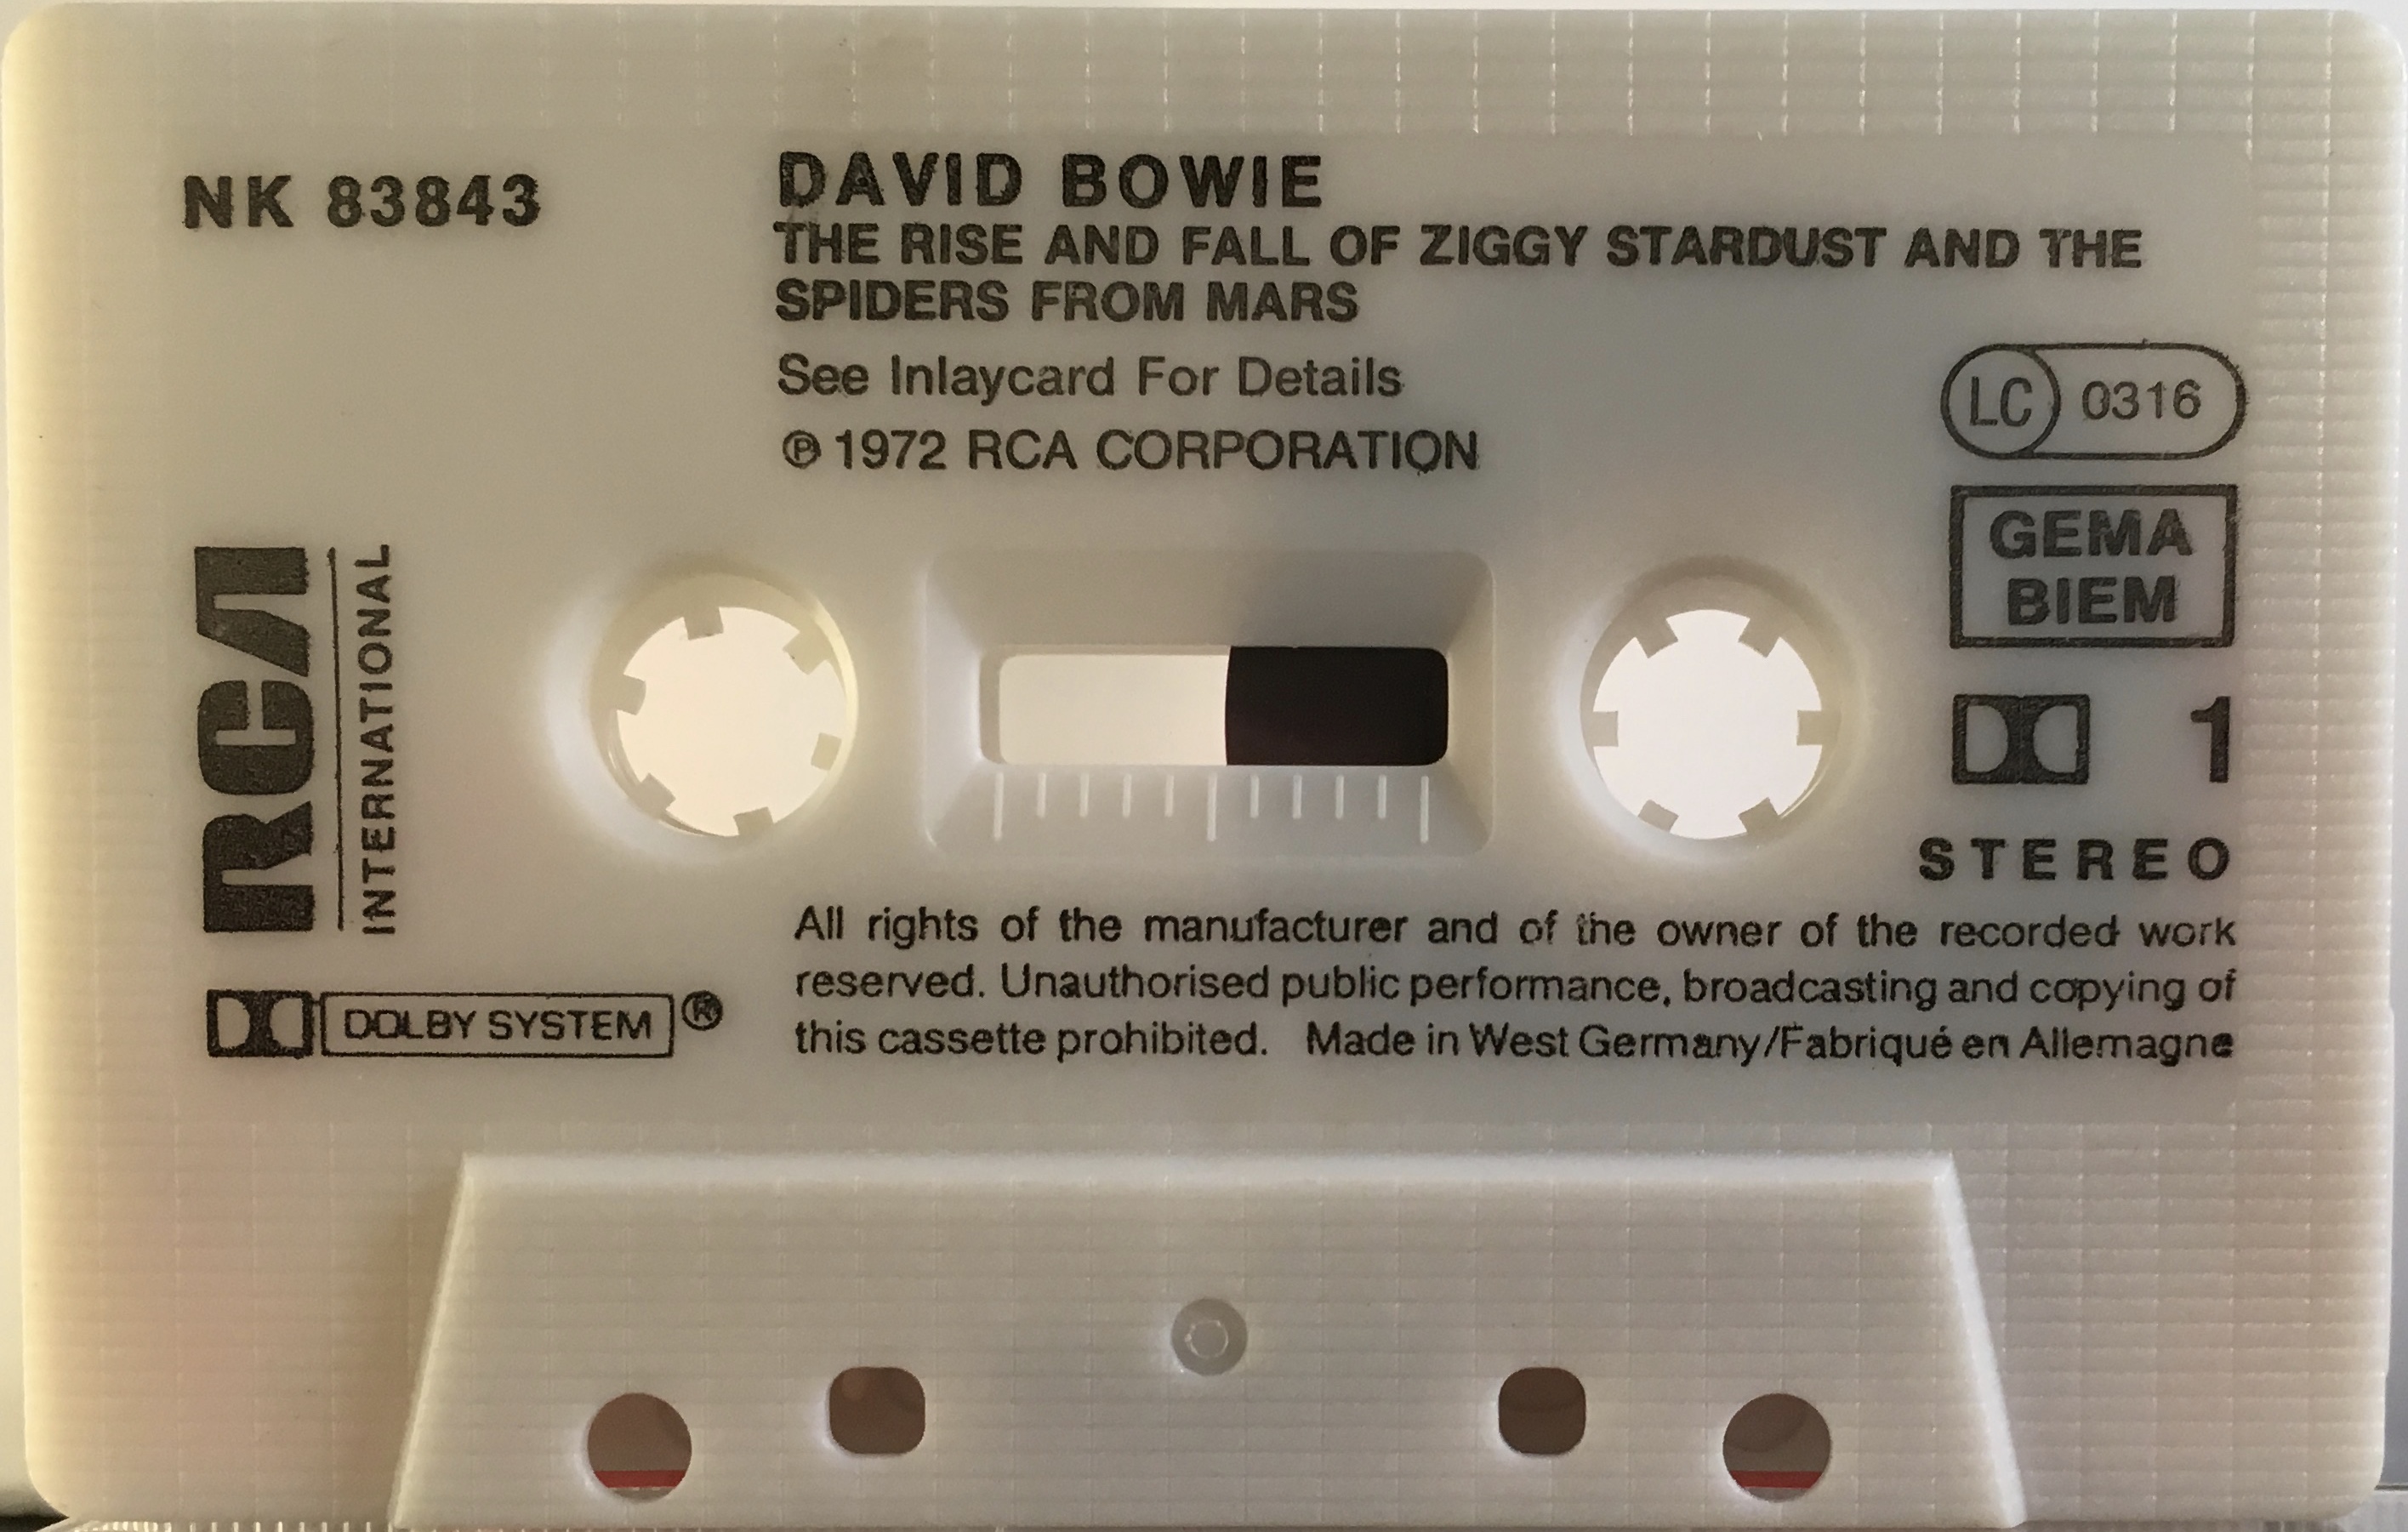 NK 83843
DAVID BOWIE
THE RISE AND FALL OF ZIGGY STARDUST AND THE
SPIDERS FROM MARS
See Inlaycard For Details
℗ 1972 RCA CORPORATION
LC 0316
GEMA
BIEM
RCA
INTERNATIONAL
1
STEREO
DOLBY SYSTEM ®
All rights of the manufacturer and of the owner of the recorded work
reserved. Unauthorised public performance, broadcasting and copying of
this cassette prohibited. Made in West Germany/Fabriqué en Allemagne